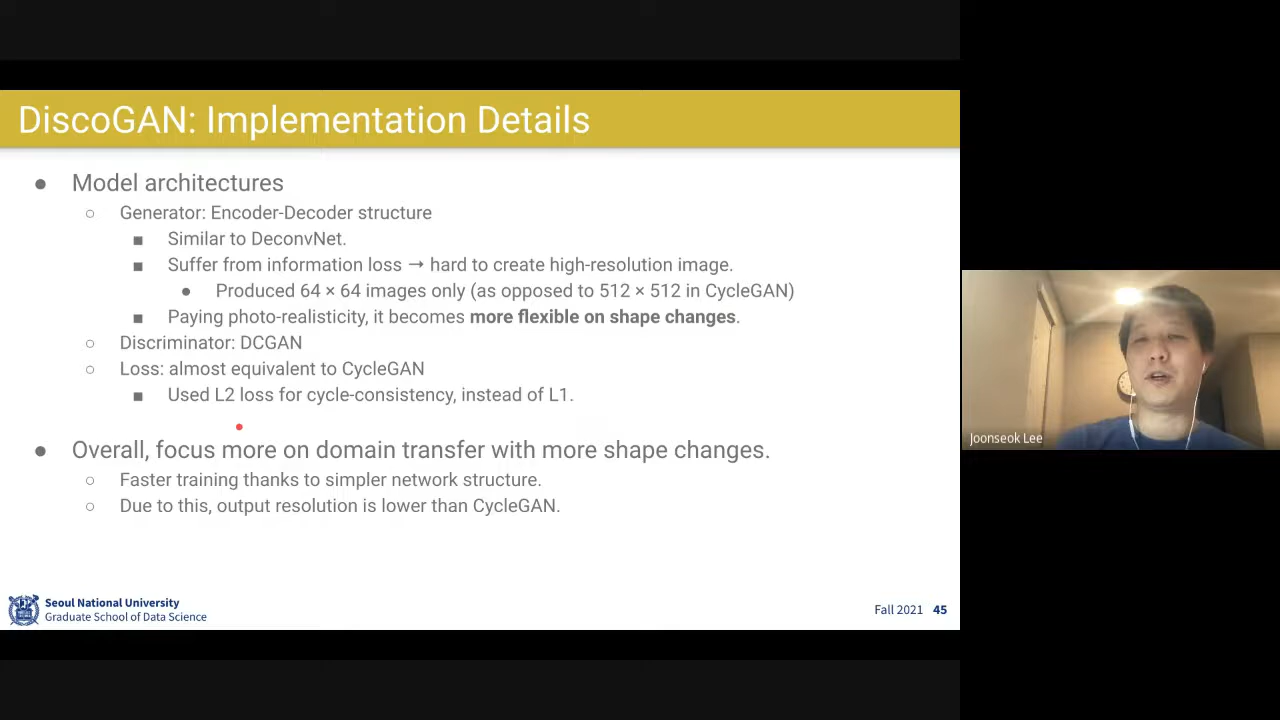 DiscoGAN: Implementation Details
● Model architectures
○ Generator: Encoder-Decoder structure
■ Similar to DeconvNet.
■ Suffer from information loss → hard to create high-resolution image.
● Produced 64 × 64 images only (as opposed to 512 × 512 in CycleGAN)
■ Paying photo-realisticity, it becomes more flexible on shape changes.
○ Discriminator: DCGAN
○ Loss: almost equivalent to CycleGAN
■ Used L2 loss for cycle-consistency, instead of L1.
● Overall, focus more on domain transfer with more shape changes.
○ Faster training thanks to simpler network structure.
○ Due to this, output resolution is lower than CycleGAN.
Seoul National University
Graduate School of Data Science
Fall 2021 45
Joonseok Lee